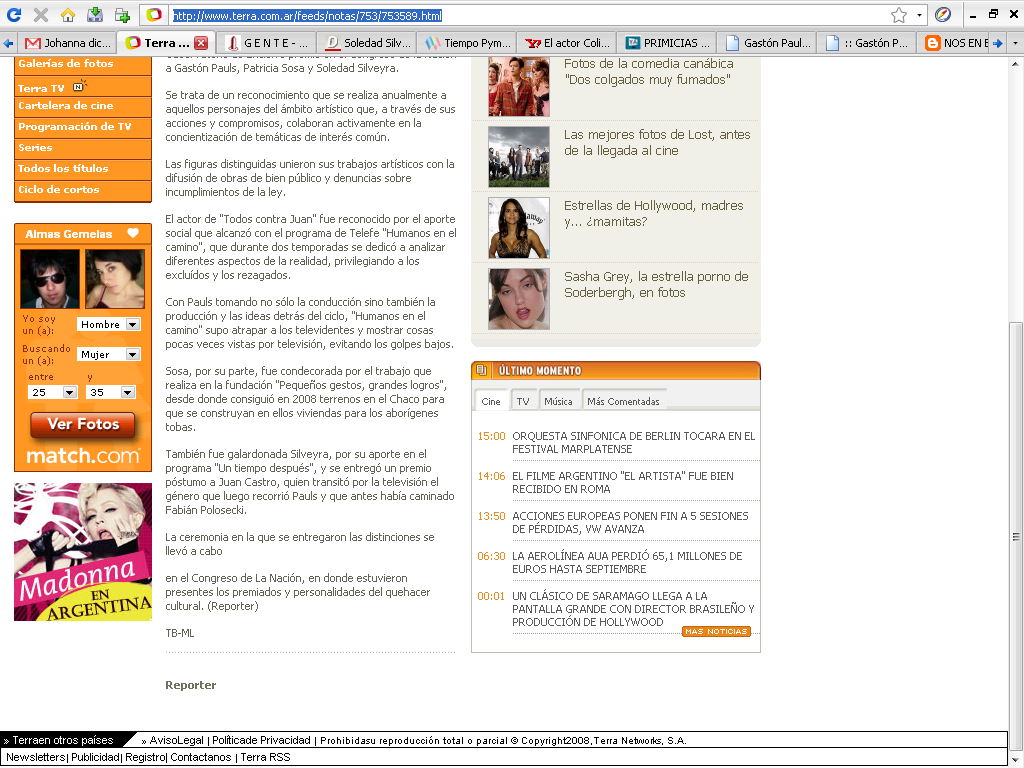 http://www.terra.com.ar/feeds/notas/753/753589.html
Johanna dic...
Terra ...
G E N T E - ...
Soledad Silv...
Tiempo Pym...
El actor Coli...
PRIMICIAS ...
Gastón Paul...
:: Gastón P...
NOS EN E
Galerías de fotos
Terra TV
Cartelera de cine
Programación de TV
Series
Todos los títulos
Ciclo de cortos
Almas Gemelas
Yo soy
un (a):
Hombre
Buscando
un (a):
Mujer
entre
y
25
35
Ver Fotos
match.com
Madonna
EN
ARGENTINA
a Gastón Pauls, Patricia Sosa y Soledad Silveyra.
Se trata de un reconocimiento que se realiza anualmente a
aquellos personajes del ámbito artístico que, a través de sus
acciones y compromisos, colaboran activamente en la
concientización de temáticas de interés común.
Las figuras distinguidas unieron sus trabajos artísticos con la
difusión de obras de bien público y denuncias sobre
incumplimientos de la ley.
El actor de "Todos contra Juan" fue reconocido por el aporte
social que alcanzó con el programa de Telefe "Humanos en el
camino", que durante dos temporadas se dedicó a analizar
diferentes aspectos de la realidad, privilegiando a los
excluídos y los rezagados.
Con Pauls tomando no sólo la conducción sino también la
producción y las ideas detrás del ciclo, "Humanos en el
camino" supo atrapar a los televidentes y mostrar cosas
pocas veces vistas por televisión, evitando los golpes bajos.
Sosa, por su parte, fue condecorada por el trabajo que
realiza en la fundación "Pequeños gestos, grandes logros",
desde donde consiguió en 2008 terrenos en el Chaco para
que se construyan en ellos viviendas para los aborígenes
tobas.
También fue galardonada Silveyra, por su aporte en el
programa "Un tiempo después", y se entregó un premio
póstumo a Juan Castro, quien transitó por la televisión el
género que luego recorrió Pauls y que antes había caminado
Fabián Polosecki.
La ceremonia en la que se entregaron las distinciones se
llevó a cabo
en el Congreso de La Nación, en donde estuvieron
presentes los premiados y personalidades del quehacer
cultural. (Reporter)
TB-ML
Reporter
Fotos de la comedia canábica
"Dos colgados muy fumados"
Las mejores fotos de Lost, antes
de la llegada al cine
Estrellas de Hollywood, madres
y... ¿mamitas?
Sasha Grey, la estrella porno de
Soderbergh, en fotos
ÚLTIMO MOMENTO
Cine
TV
Música
Más Comentadas
15:00 ORQUESTA SINFONICA DE BERLIN TOCARA EN EL
FESTIVAL MARPLATENSE
14:06 EL FILME ARGENTINO "EL ARTISTA" FUE BIEN
RECIBIDO EN ROMA
13:50 ACCIONES EUROPEAS PONEN FIN A 5 SESIONES
DE PÉRDIDAS, VW AVANZA
06:30 LA AEROLÍNEA AUA PERDIÓ 65,1 MILLONES DE
EUROS HASTA SEPTIEMBRE
00:01 UN CLÁSICO DE SARAMAGO LLEGA A LA
PANTALLA GRANDE CON DIRECTOR BRASILEÑO Y
PRODUCCIÓN DE HOLLYWOOD
MAS NOTICIAS
» Terraen otros países
» AvisoLegal | Políticade Privacidad | Prohibidasu reproducción total o parcial © Copyright2008,Terra Networks, S.A.
Newsletters| Publicidad| Registro| Contactanos | Terra RSS